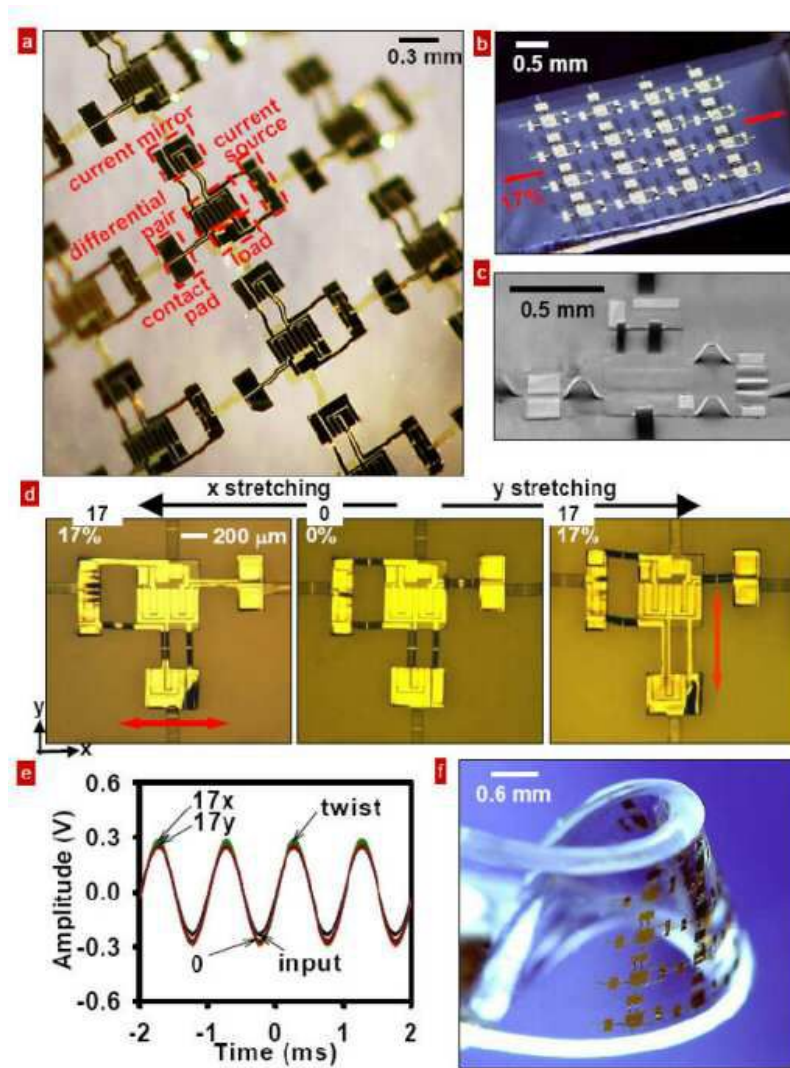 a
0.3 mm
current mirror
current source
differential pair
load
contact pad
b
0.5 mm
17%
c
0.5 mm
d
x stretching
y stretching
17
0
17
17%
200 µm
0%
17%
y
x
e
0.6
0.3
0.0
-0.3
-0.6
Amplitude (V)
17x
17y
twist
0
input
-2
-1
0
1
2
Time (ms)
f
0.6 mm